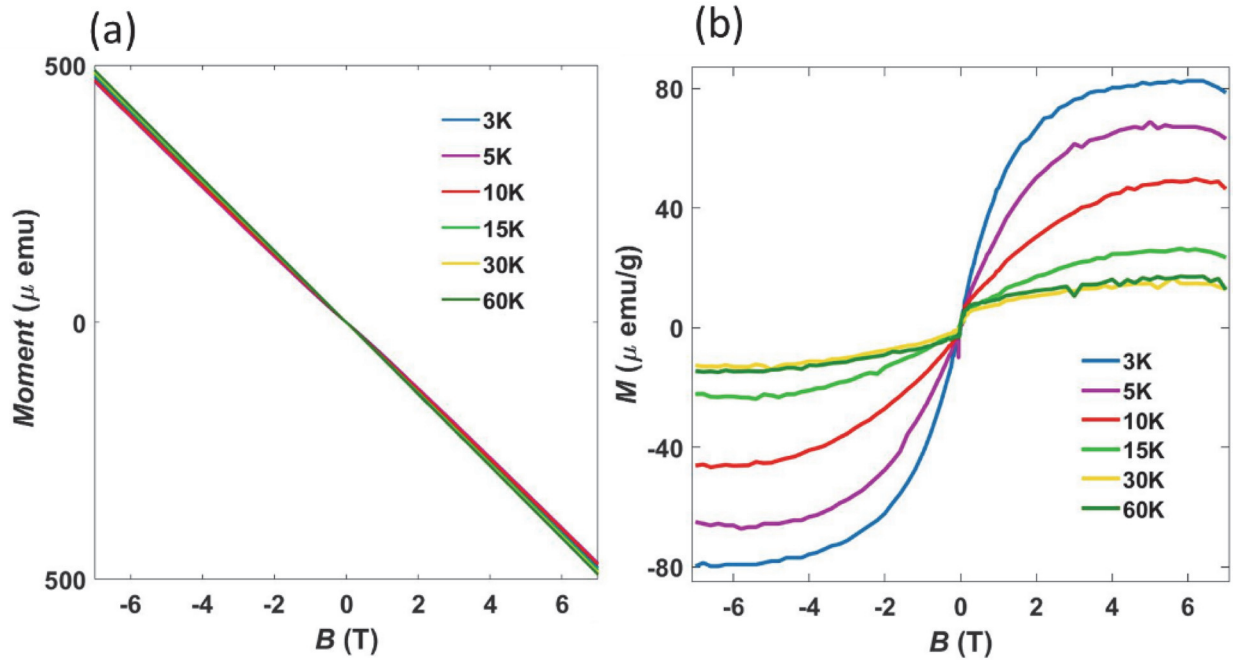 (a)
500
0
500
Moment (μ emu)
-6 -4 -2 0 2 4 6
B (T)
3K
5K
10K
15K
30K
60K
(b)
80
40
0
-40
-80
M (μ emu/g)
-6 -4 -2 0 2 4 6
B (T)
3K
5K
10K
15K
30K
60K